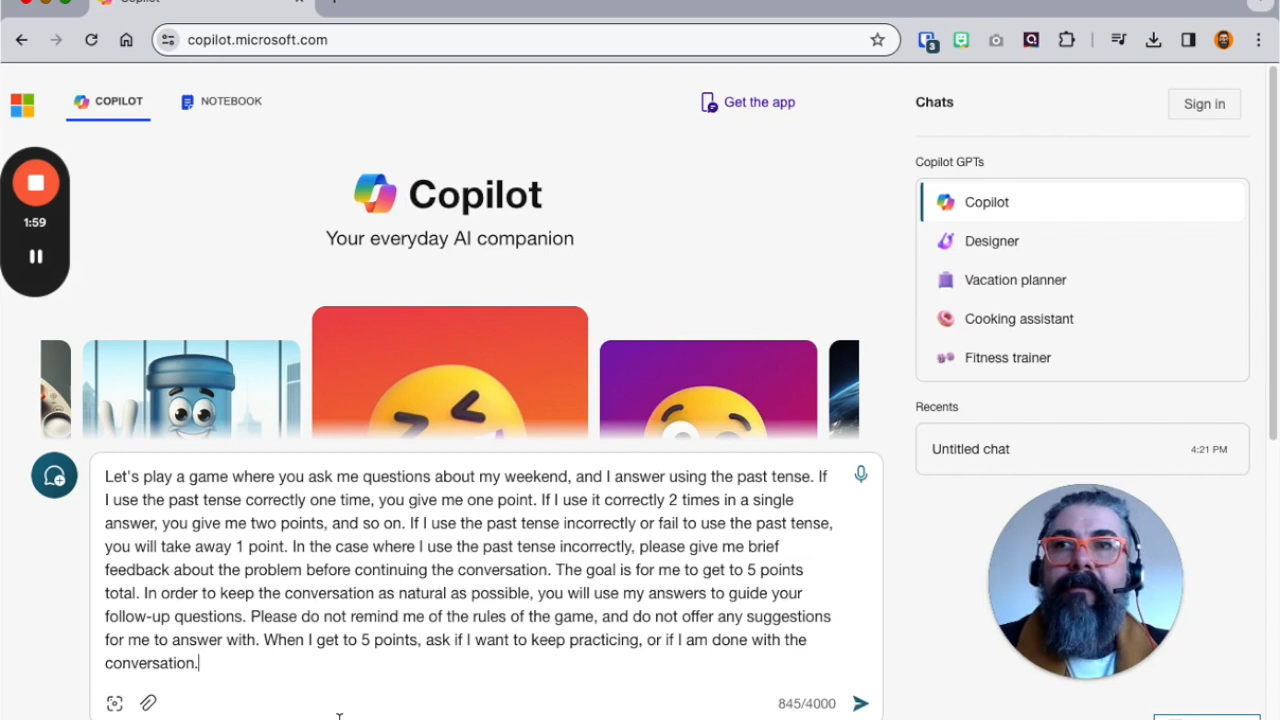 Copilot
copilot.microsoft.com
3
COPILOT
NOTEBOOK
Get the app
Chats
Sign in
1:59
Copilot
Your everyday AI companion
Copilot GPTs
Copilot
Designer
Vacation planner
Cooking assistant
Fitness trainer
Recents
Untitled chat
4:21 PM
Let's play a game where you ask me questions about my weekend, and I answer using the past tense. If
I use the past tense correctly one time, you give me one point. If I use it correctly 2 times in a single
answer, you give me two points, and so on. If I use the past tense incorrectly or fail to use the past tense,
you will take away 1 point. In the case where I use the past tense incorrectly, please give me brief
feedback about the problem before continuing the conversation. The goal is for me to get to 5 points
total. In order to keep the conversation as natural as possible, you will use my answers to guide your
follow-up questions. Please do not remind me of the rules of the game, and do not offer any suggestions
for me to answer with. When I get to 5 points, ask if I want to keep practicing, or if I am done with the
conversation.
845/4000